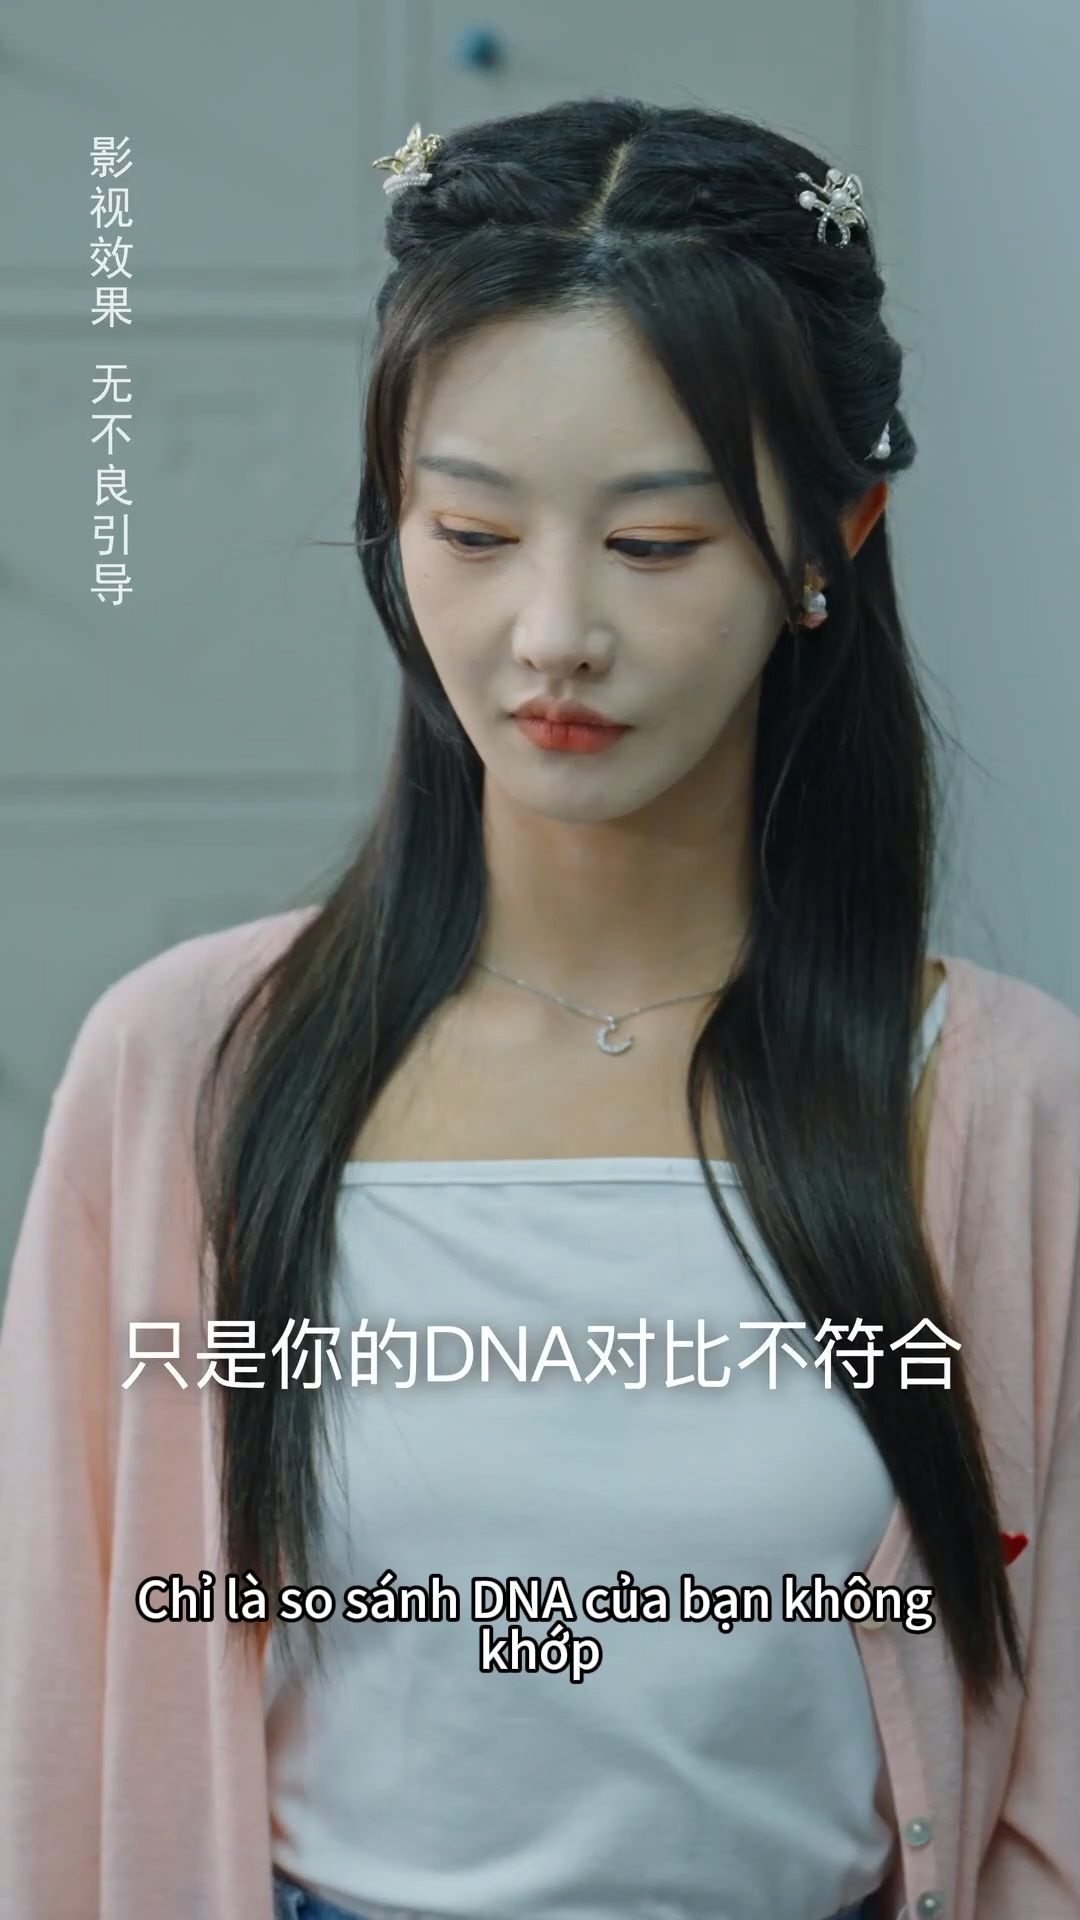 影视效果 无不良引导
只是你的DNA对比不符合
Chỉ là so sánh DNA của bạn không
khớp